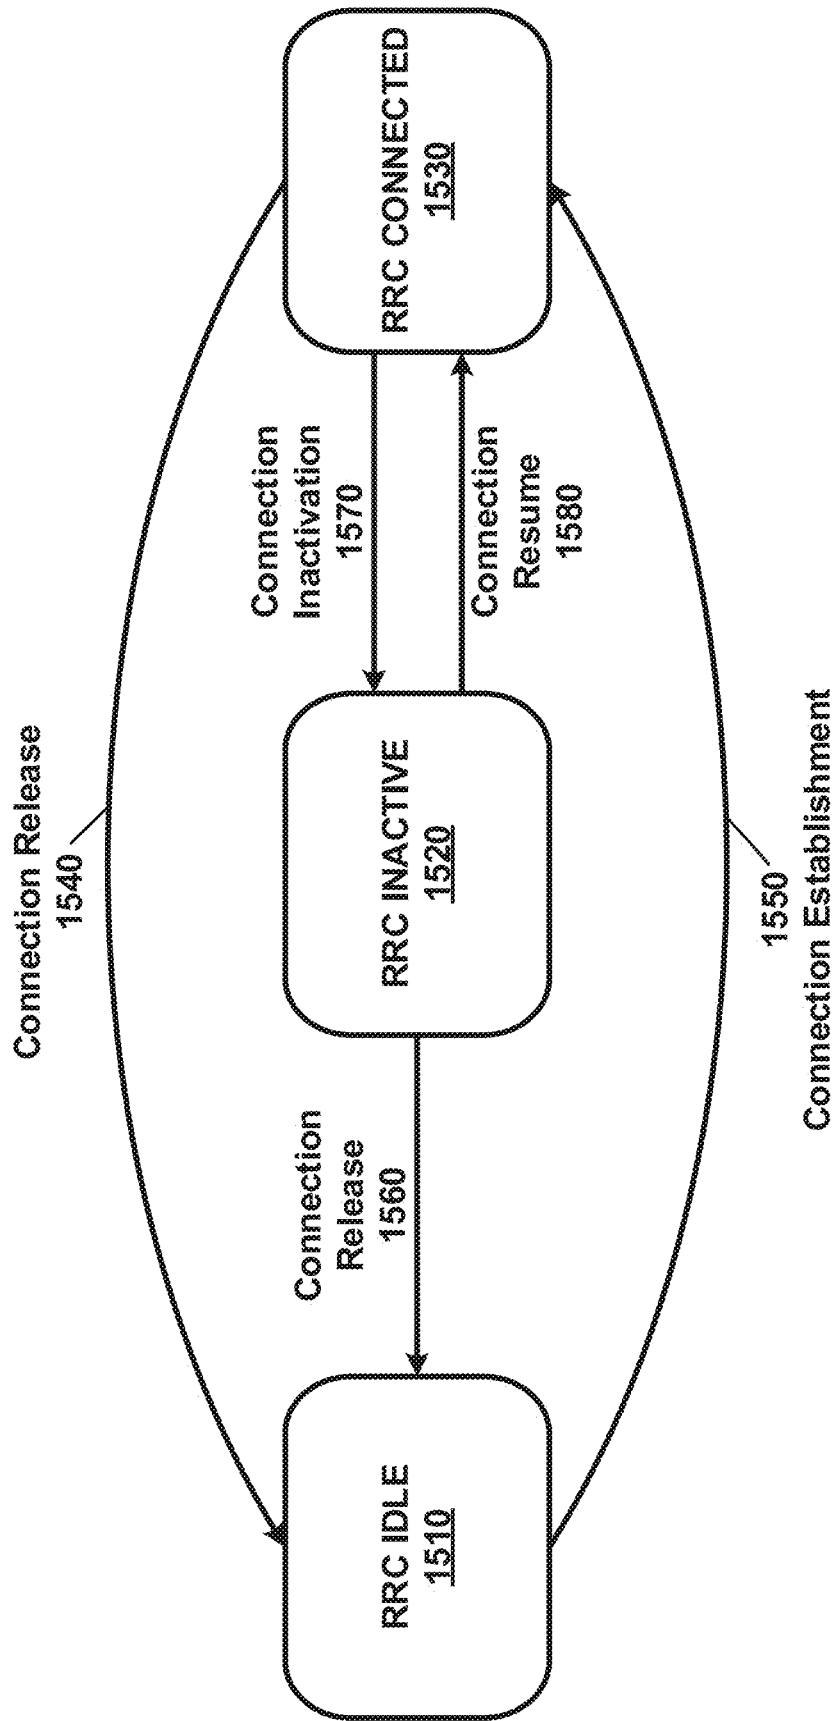 Connection Release
1540
RRC IDLE
1510
Connection
Release
1560
RRC INACTIVE
1520
Connection
Inactivation
1570
Connection
Resume
1580
RRC CONNECTED
1530
1550
Connection Establishment